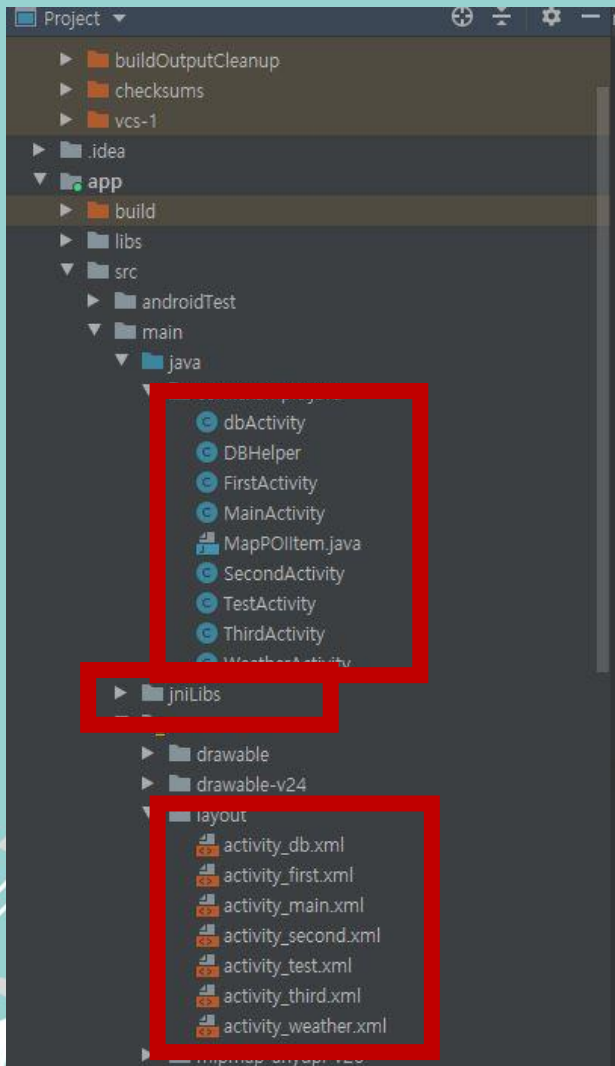 Project
buildOutputCleanup
checksums
vcs-1
.idea
app
build
libs
src
androidTest
main
java
dbActivity
DBHelper
FirstActivity
MainActivity
MapPOIItem.java
SecondActivity
TestActivity
ThirdActivity
WeatherActivity
jniLibs
drawable
drawable-v24
layout
activity_db.xml
activity_first.xml
activity_main.xml
activity_second.xml
activity_test.xml
activity_third.xml
activity_weather.xml